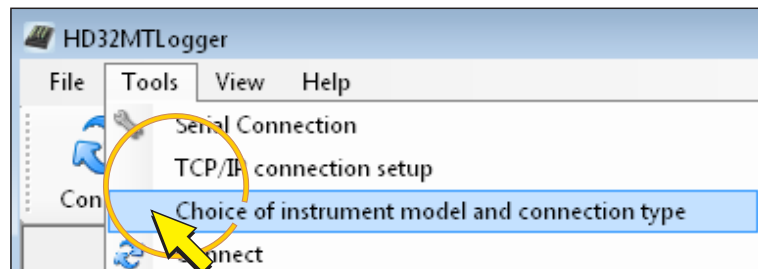 HD32MTLogger
File Tools View Help
Serial Connection
TCP/IP connection setup
Con
Choice of instrument model and connection type
Connect